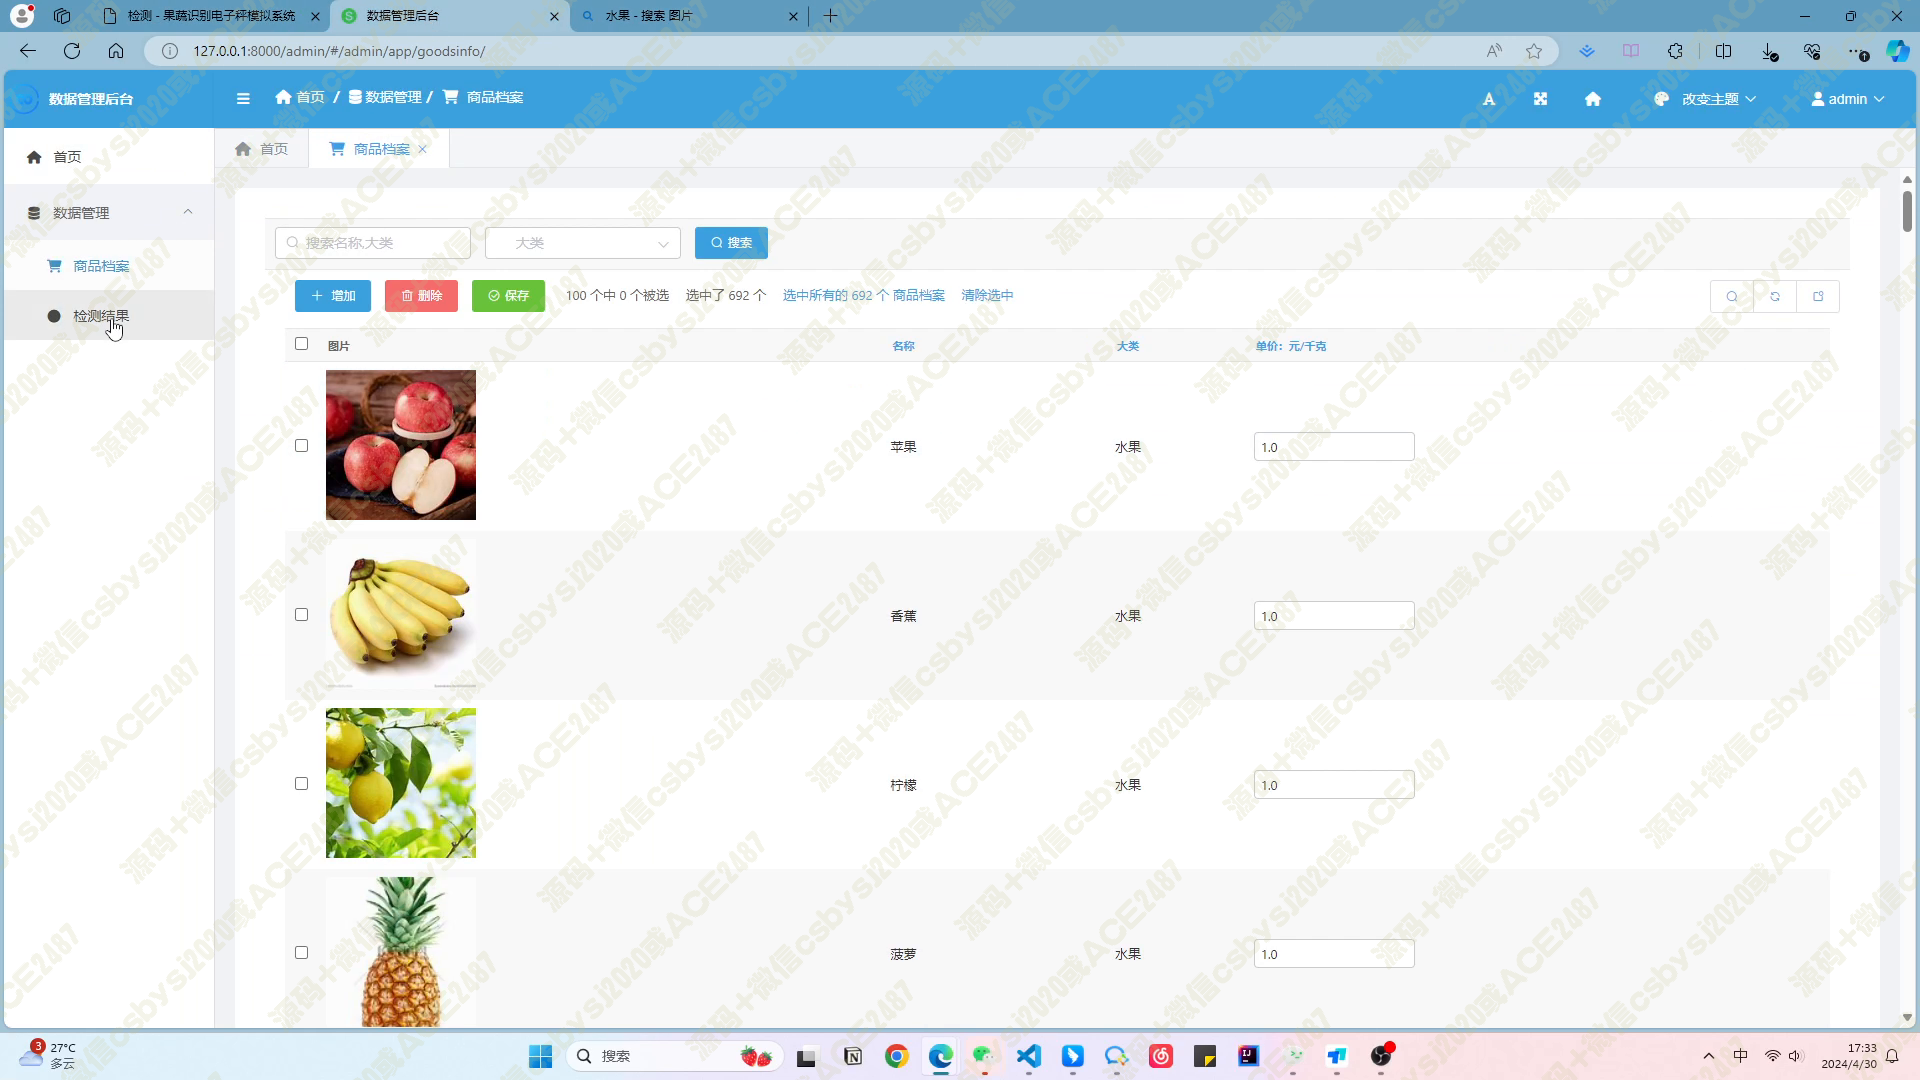 检测 - 果蔬识别电子秤模拟系统
数据管理后台
水果 - 搜索 图片
127.0.0.1:8000/admin/#/admin/app/goodsinfo/
数据管理后台
首页 / 数据管理 / 商品档案
改变主题
admin
首页
商品档案
首页
数据管理
商品档案
检测结果
搜索名称,大类
大类
搜索
增加
删除
保存
100 个中 0 个被选
选中了 692 个
选中所有的 692 个 商品档案
清除选中
图片
名称
大类
单价：元/千克
苹果
水果
1.0
香蕉
水果
1.0
柠檬
水果
1.0
菠萝
水果
1.0
源码+微信csbysj2020或ACE2487
3
27°C
多云
搜索
中
17:33
2024/4/30